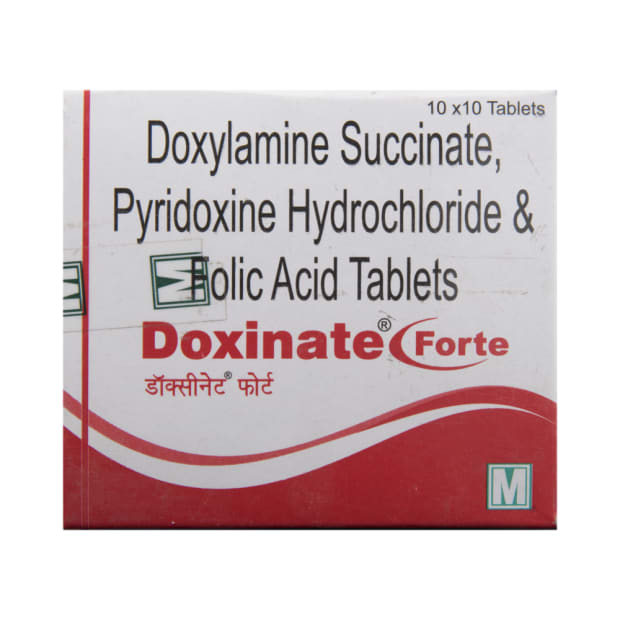 10 x10 Tablets
Doxylamine Succinate,
Pyridoxine Hydrochloride &
M Folic Acid Tablets
Doxinate® Forte
डॉक्सीनेट® फोर्ट
M